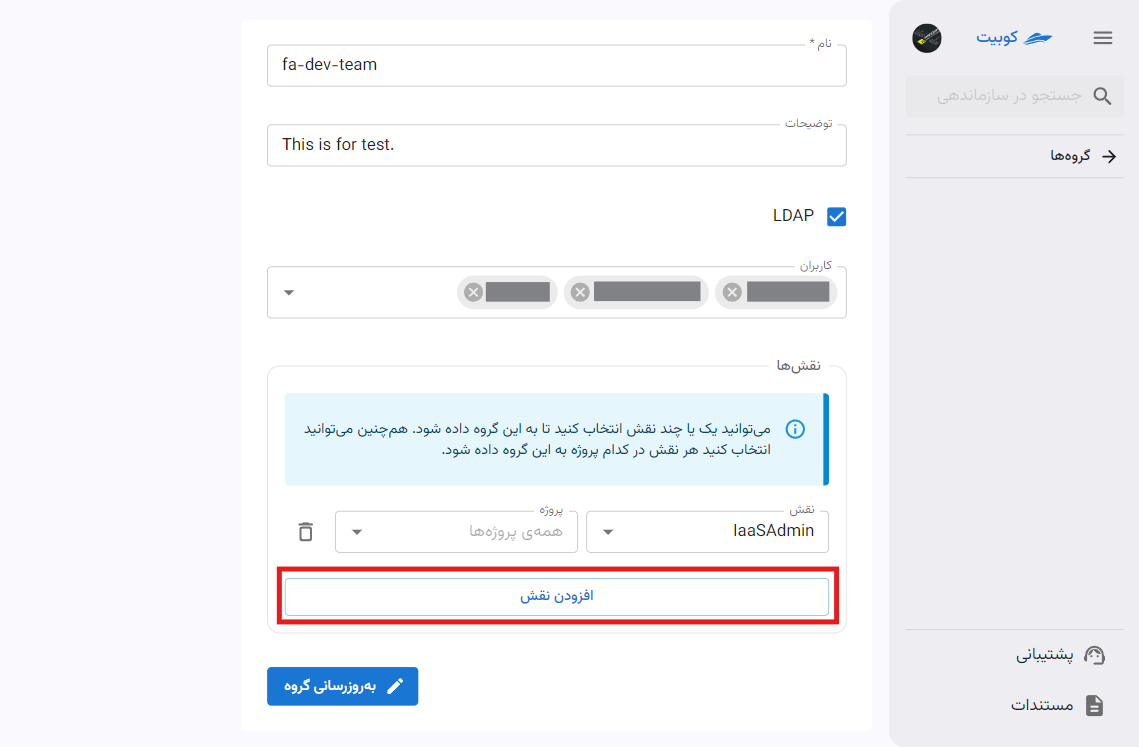 کوبیت
جستجو در سازماندهی
گروه‌ها
پشتیبانی
مستندات
نام *
fa-dev-team
توضیحات
This is for test.
LDAP
کاربران
نقش‌ها
می‌توانید یک یا چند نقش انتخاب کنید تا به این گروه داده شود. هم‌چنین می‌توانید
انتخاب کنید هر نقش در کدام پروژه به این گروه داده شود.
نقش
IaaSAdmin
پروژه
همه‌ی پروژه‌ها
افزودن نقش
به‌روزرسانی گروه